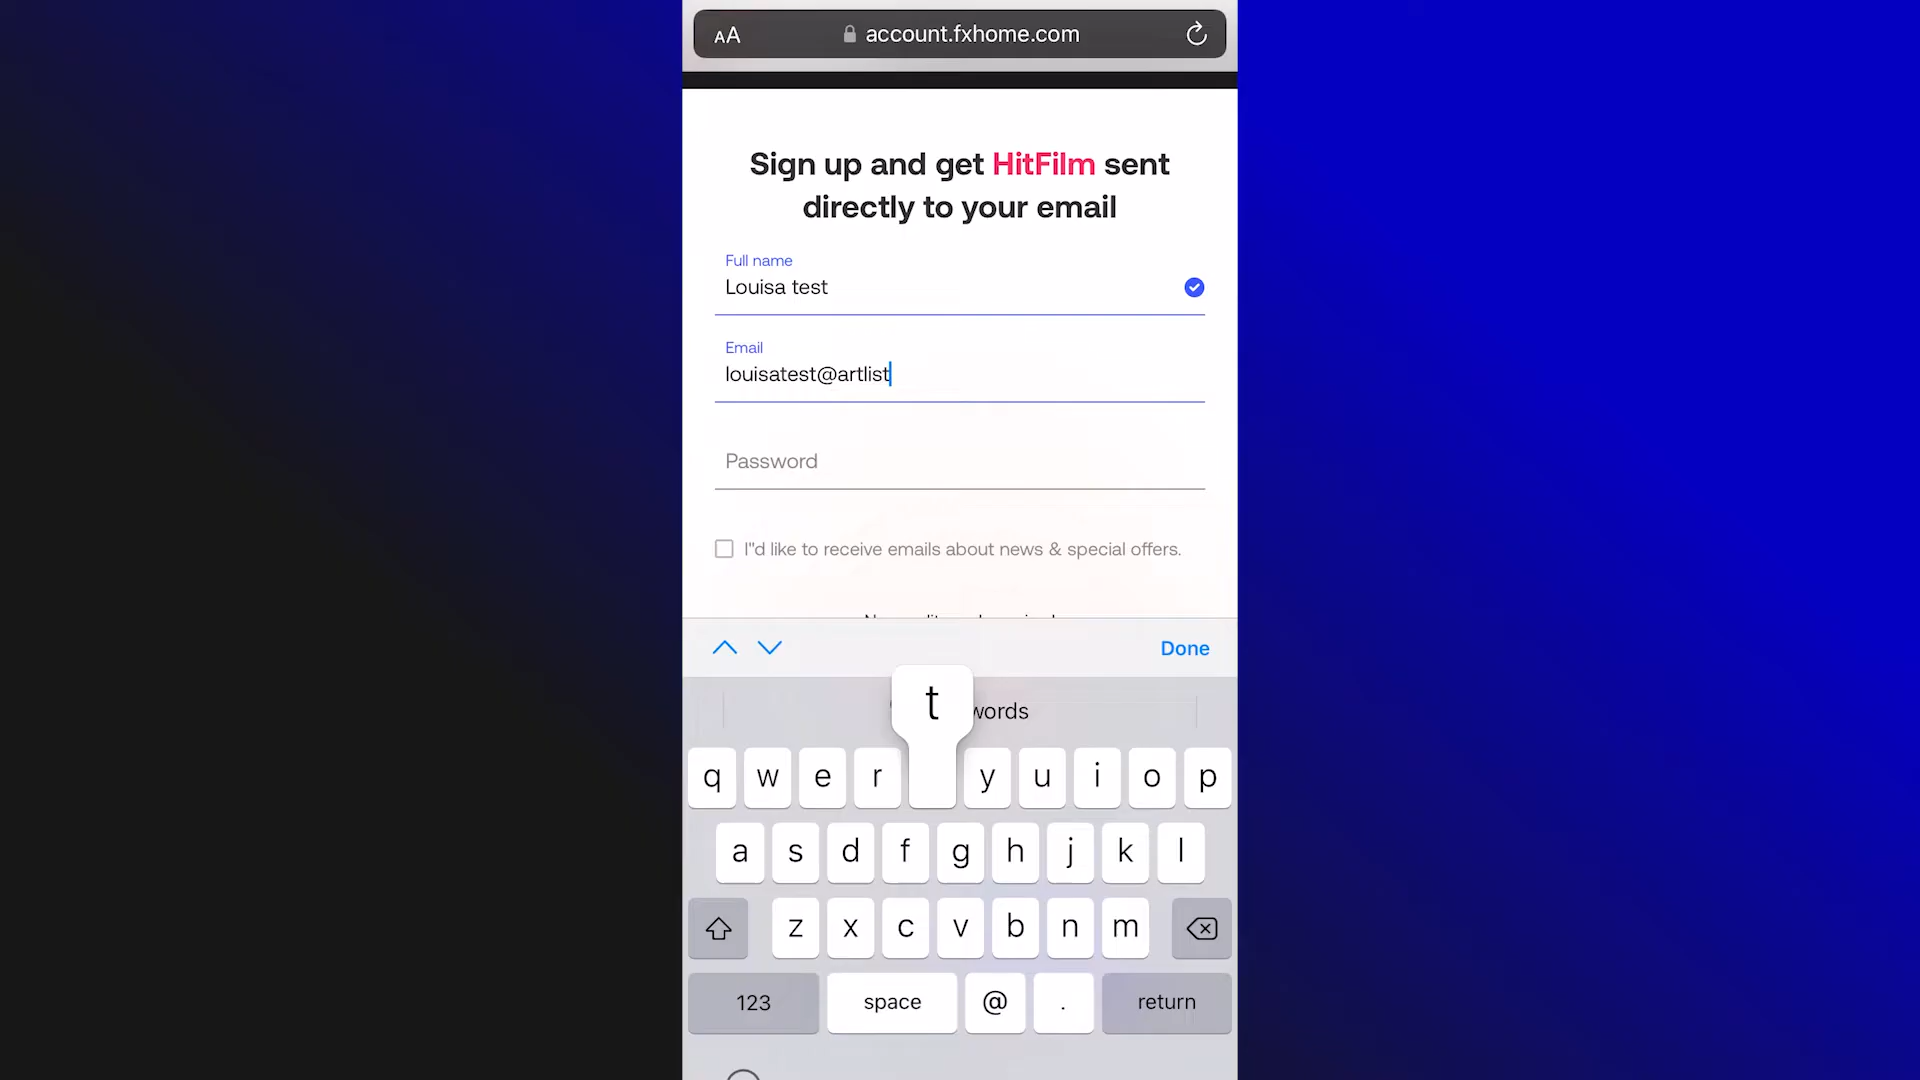 AA account.fxhome.com
Sign up and get HitFilm sent
directly to your email
Full name
Louisa test
Email
louisatest@artlist
Password
I"d like to receive emails about news & special offers.
Done
t
words
q w e r y u i o p
a s d f g h j k l
z x c v b n m
123 space @ . return